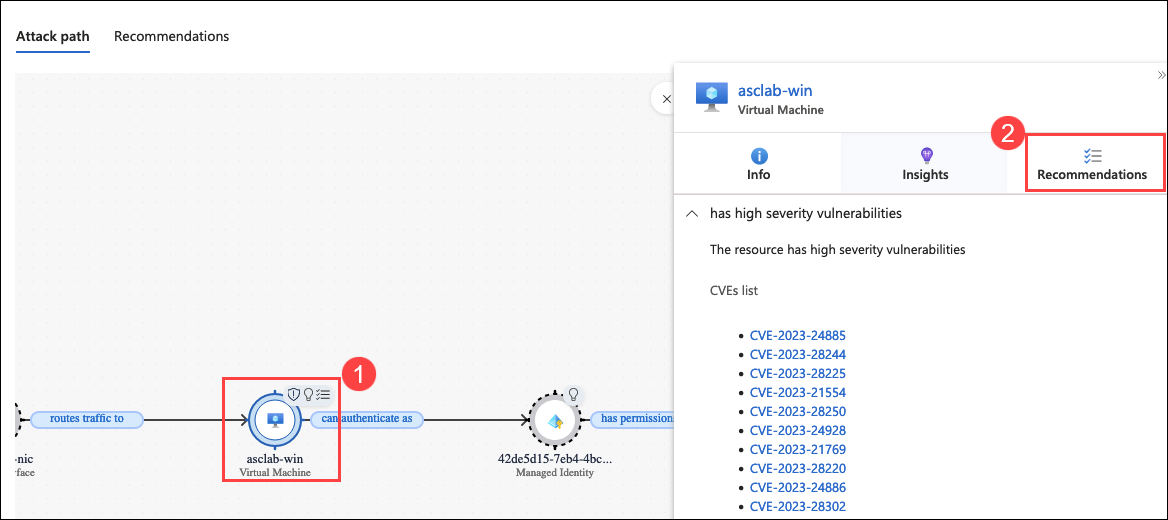 Attack path Recommendations
asclab-win
Virtual Machine
1
2
Info
Insights
Recommendations
has high severity vulnerabilities
The resource has high severity vulnerabilities
CVEs list
CVE-2023-24885
CVE-2023-28244
CVE-2023-28225
CVE-2023-21554
CVE-2023-28250
CVE-2023-24928
CVE-2023-21769
CVE-2023-28220
CVE-2023-24886
CVE-2023-28302
routes traffic to
can authenticate as
has permission
-nic
rface
asclab-win
Virtual Machine
42de5d15-7eb4-4bc...
Managed Identity